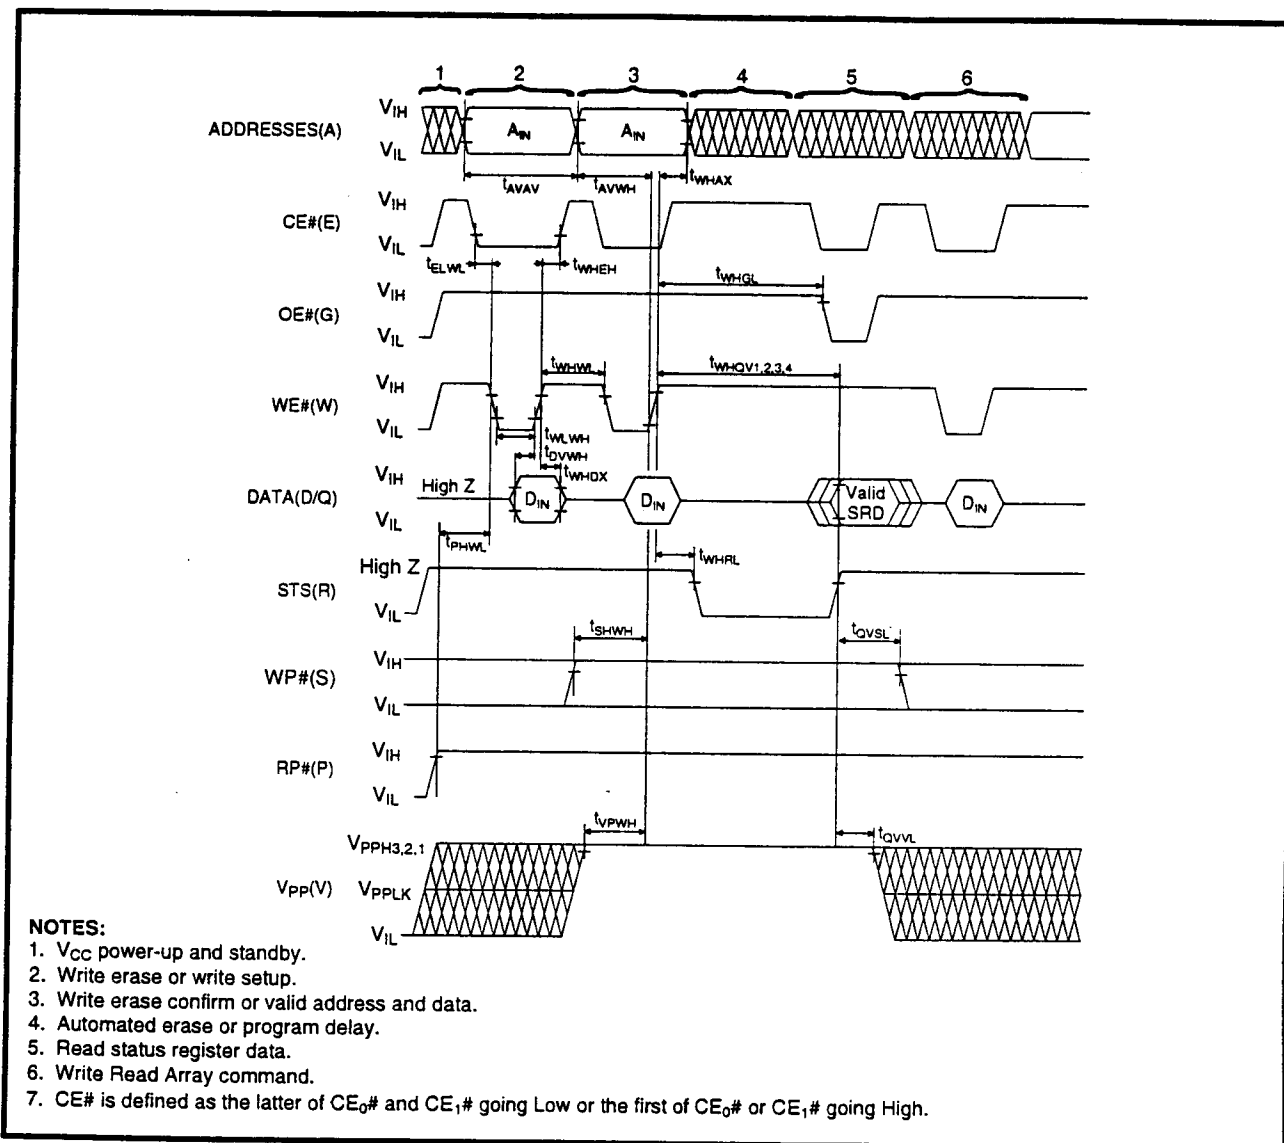 1 2 3 4 5 6
ADDRESSES(A) VIH AIN AIN
VIL
tAVAV tAVWH tWHAX
CE#(E) VIH
VIL
tELWL tWHEH
tWHGL
OE#(G) VIH
VIL
tWHWL tWHQV1,2,3,4
WE#(W) VIH
VIL
tWLWH
tDVWH
tWHDX
DATA(D/Q) VIH High Z DIN DIN Valid SRD DIN
VIL
tPHWL
tWHRL
STS(R) High Z
VIL
tSHWH tQVSL
WP#(S) VIH
VIL
RP#(P) VIH
VIL
tVPWH tQVVL
VPP(V) VPPH3,2,1
VPPLK
VIL
NOTES:
1. VCC power-up and standby.
2. Write erase or write setup.
3. Write erase confirm or valid address and data.
4. Automated erase or program delay.
5. Read status register data.
6. Write Read Array command.
7. CE# is defined as the latter of CE0# and CE1# going Low or the first of CE0# or CE1# going High.